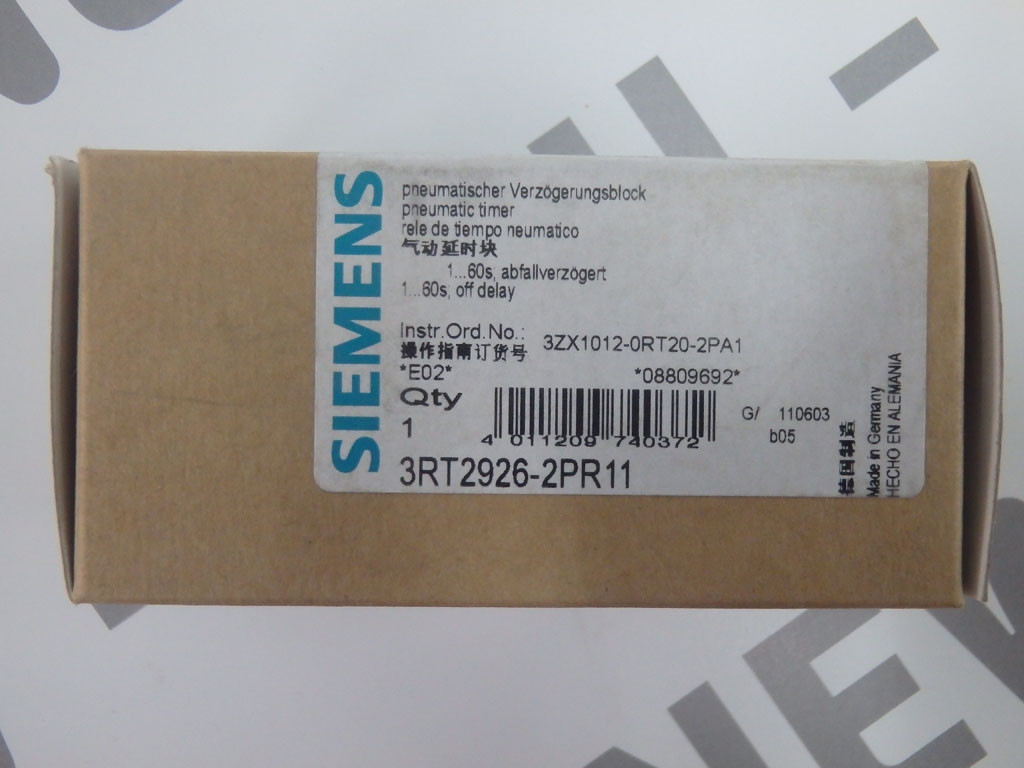 SIEMENS
pneumatischer Verzögerungsblock
pneumatic timer
rele de tiempo neumatico
气动延时块
1...60s, abfallverzögert
1...60s, off delay
Instr.Ord.No.: 3ZX1012-0RT20-2PA1
操作指南订货号
*E02* *08809692*
Qty
1
4 011209 740372
G/ 110603
b05
3RT2926-2PR11
德国制造
Made in Germany
HECHO EN ALEMANIA
NEW